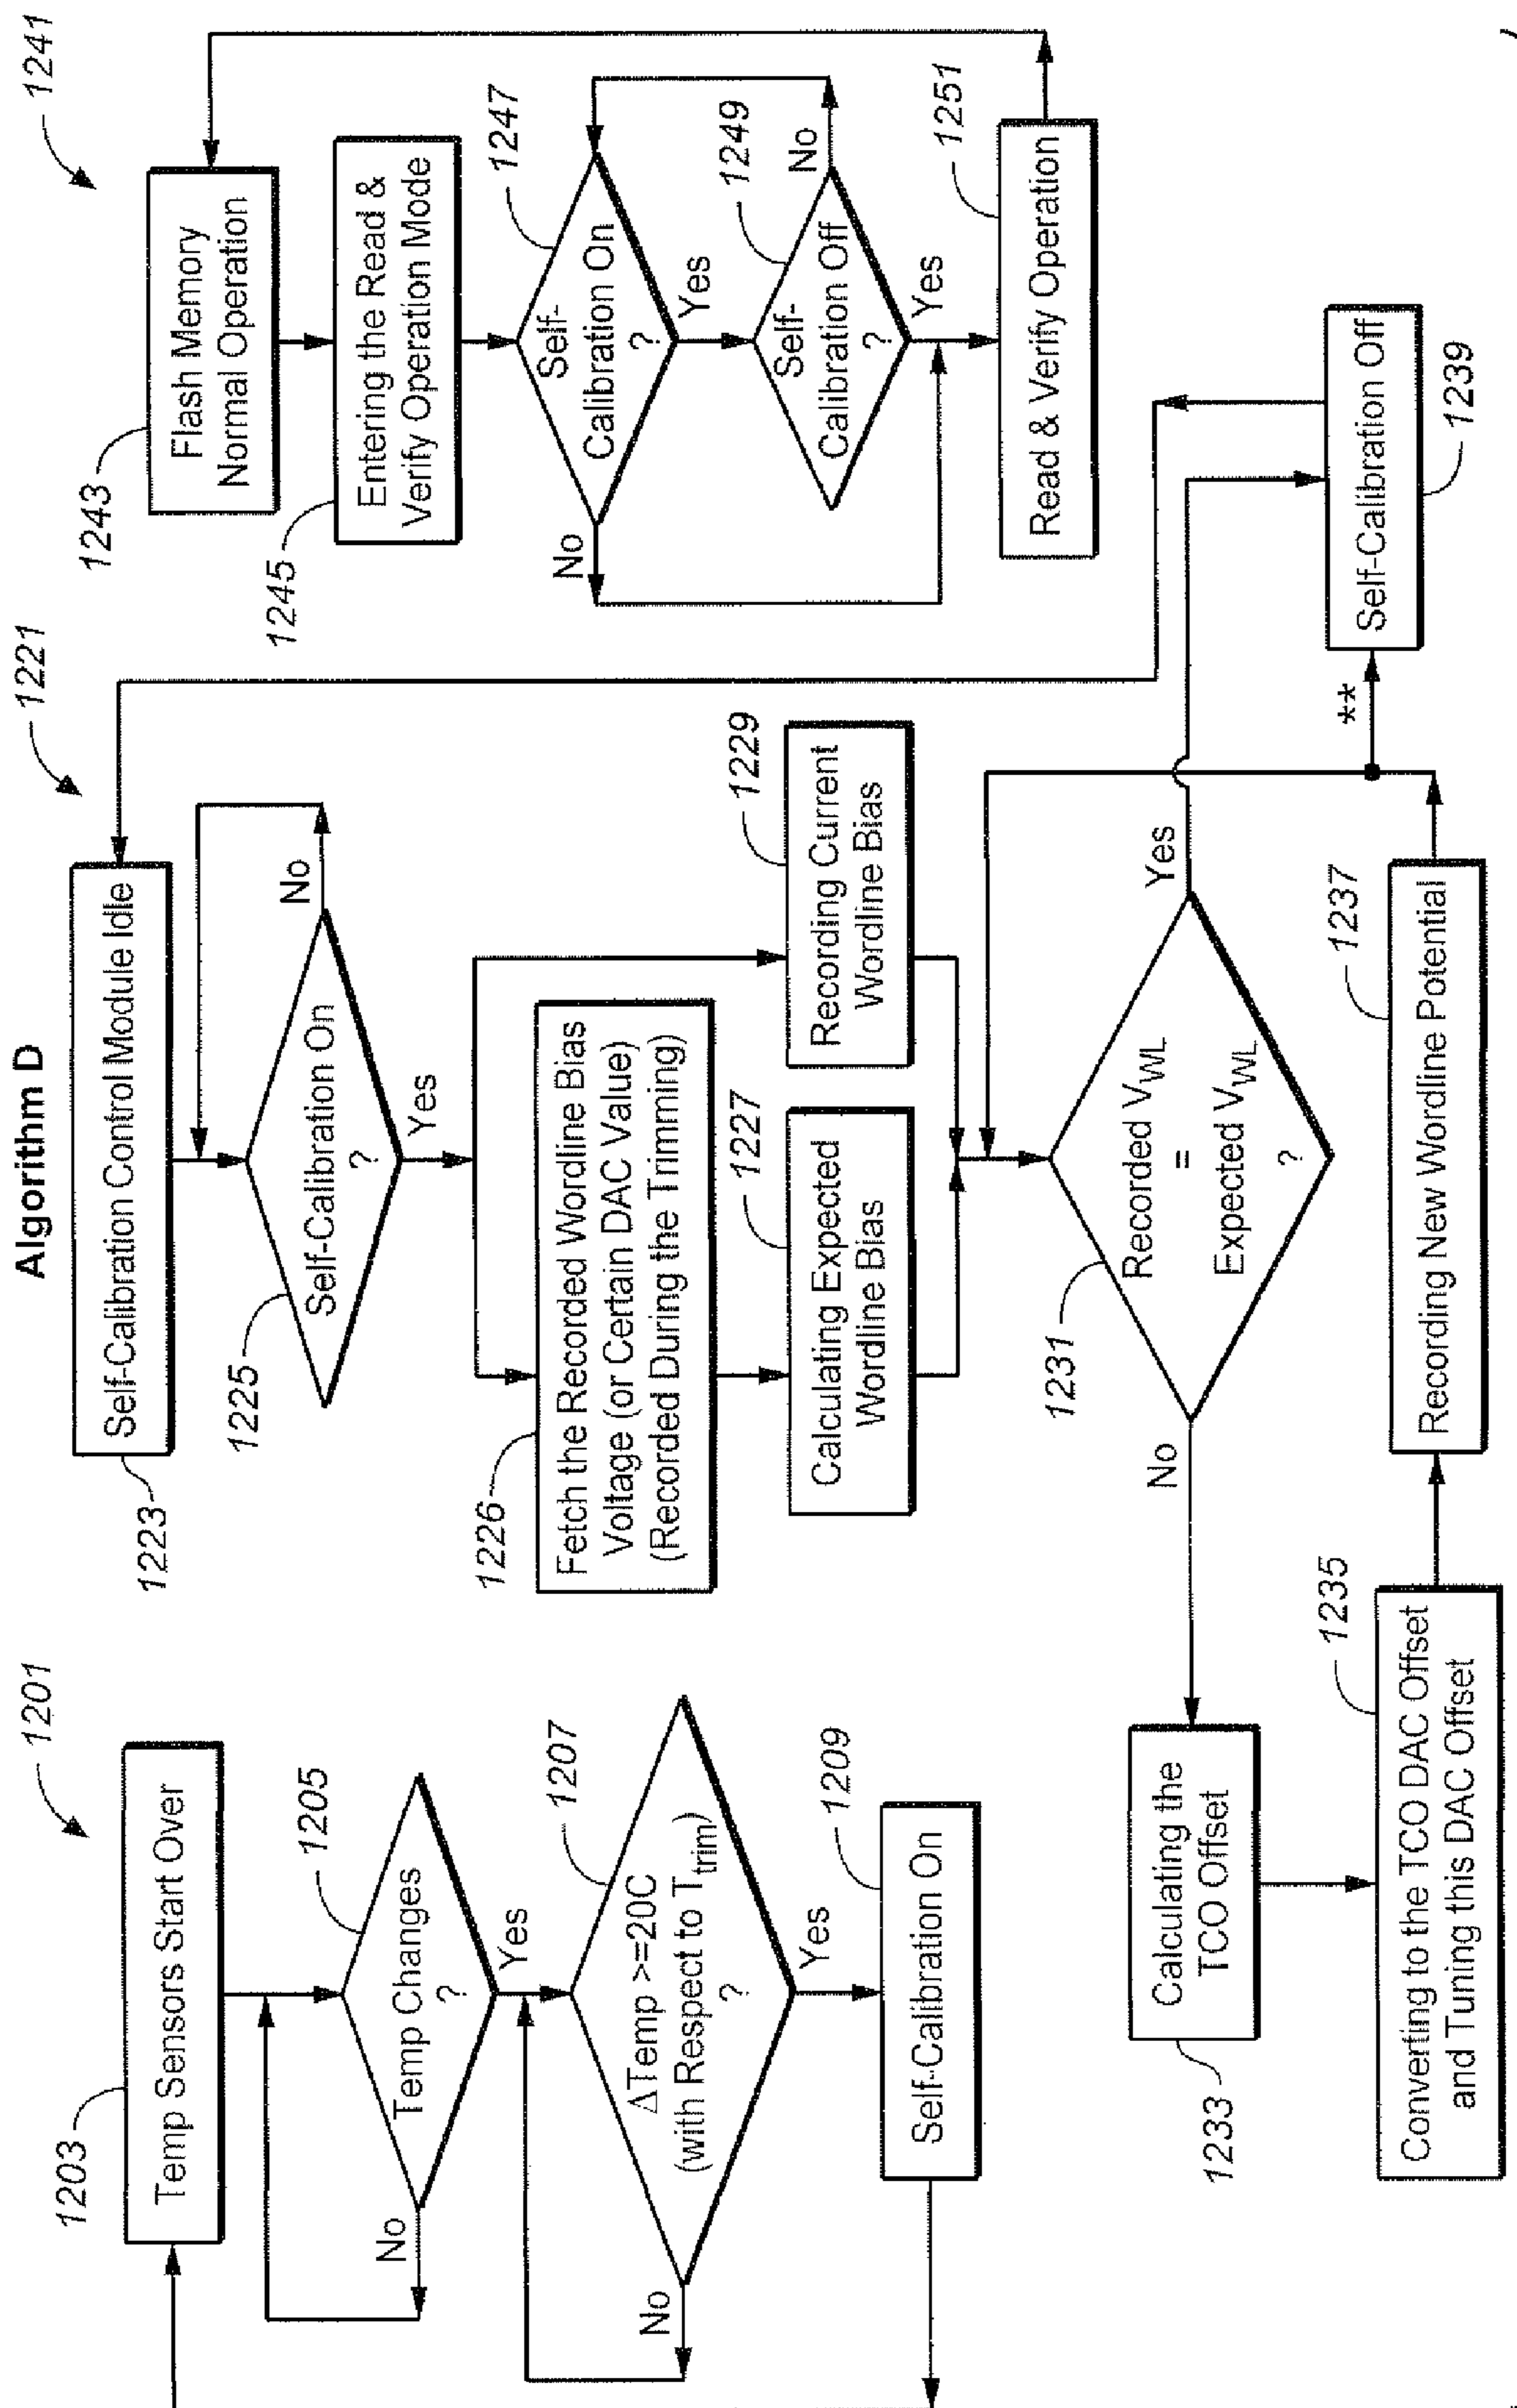 Algorithm D
1201
1203
Temp Sensors Start Over
1205
Temp Changes
?
No
Yes
1207
ΔTemp >=20C
(with Respect to Ttrim)
?
No
Yes
1209
Self-Calibration On
1221
1223
Self-Calibration Control Module Idle
1225
Self-Calibration On
?
No
Yes
1226
Fetch the Recorded Wordline Bias
Voltage (or Certain DAC Value)
(Recorded During the Trimming)
1227
Calculating Expected
Wordline Bias
1229
Recording Current
Wordline Bias
1231
Recorded VWL
=
Expected VWL
?
No
Yes
1233
Calculating the
TCO Offset
1235
Converting to the TCO DAC Offset
and Tuning this DAC Offset
1237
Recording New Wordline Potential
**
Self-Calibration Off
1239
1241
1243
Flash Memory
Normal Operation
1245
Entering the Read &
Verify Operation Mode
1247
Self-
Calibration On
?
No
Yes
1249
Self-
Calibration Off
?
No
Yes
1251
Read & Verify Operation